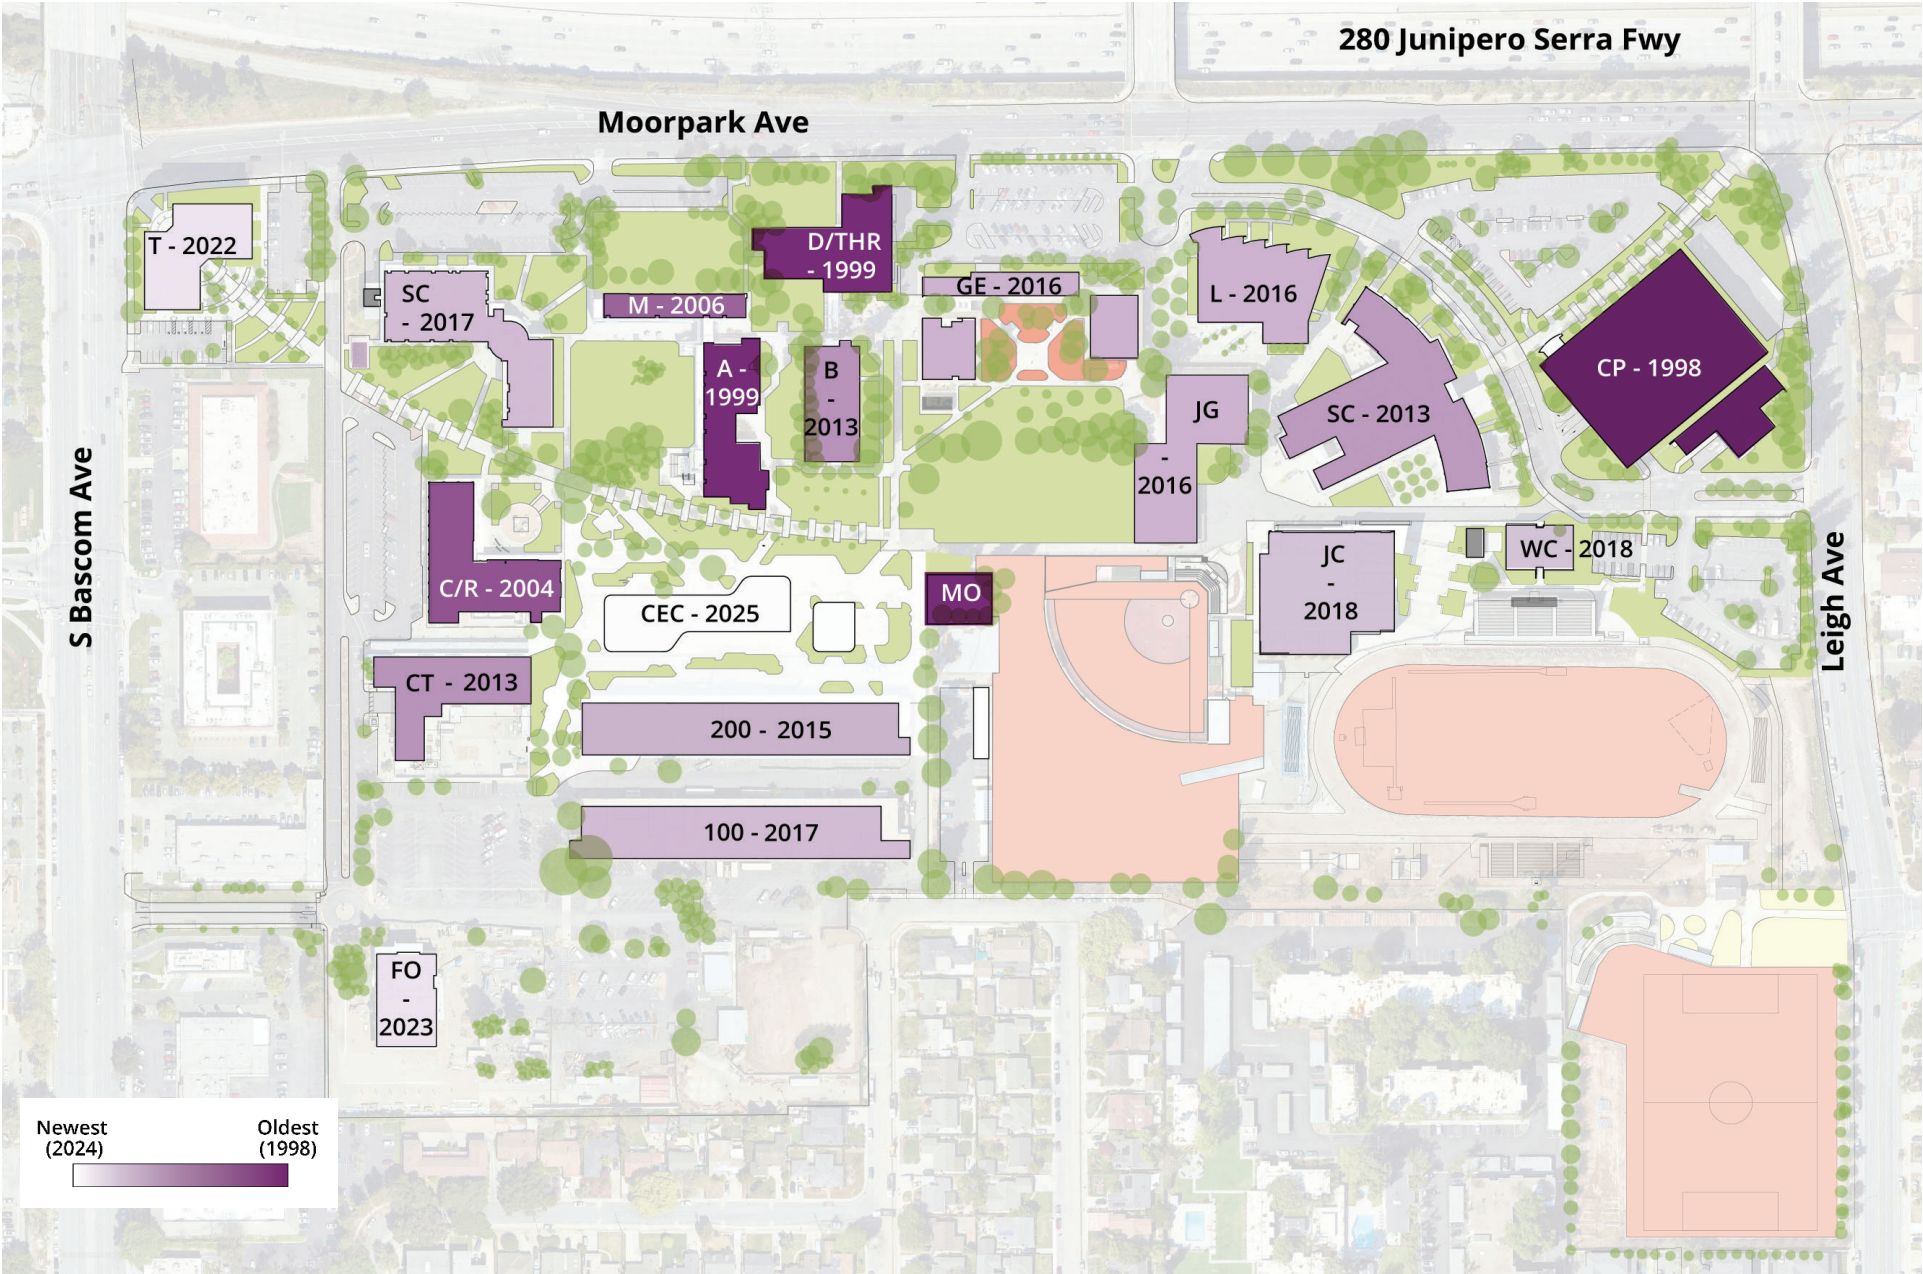 280 Junipero Serra Fwy
Moorpark Ave
T - 2022
D/THR
- 1999
SC
- 2017
M - 2006
GE - 2016
L - 2016
A -
1999
B
-
2013
JG
-
2016
SC - 2013
CP - 1998
S Bascom Ave
C/R - 2004
CEC - 2025
MO
JC
-
2018
WC - 2018
Leigh Ave
CT - 2013
200 - 2015
100 - 2017
FO
-
2023
Newest
(2024)
Oldest
(1998)